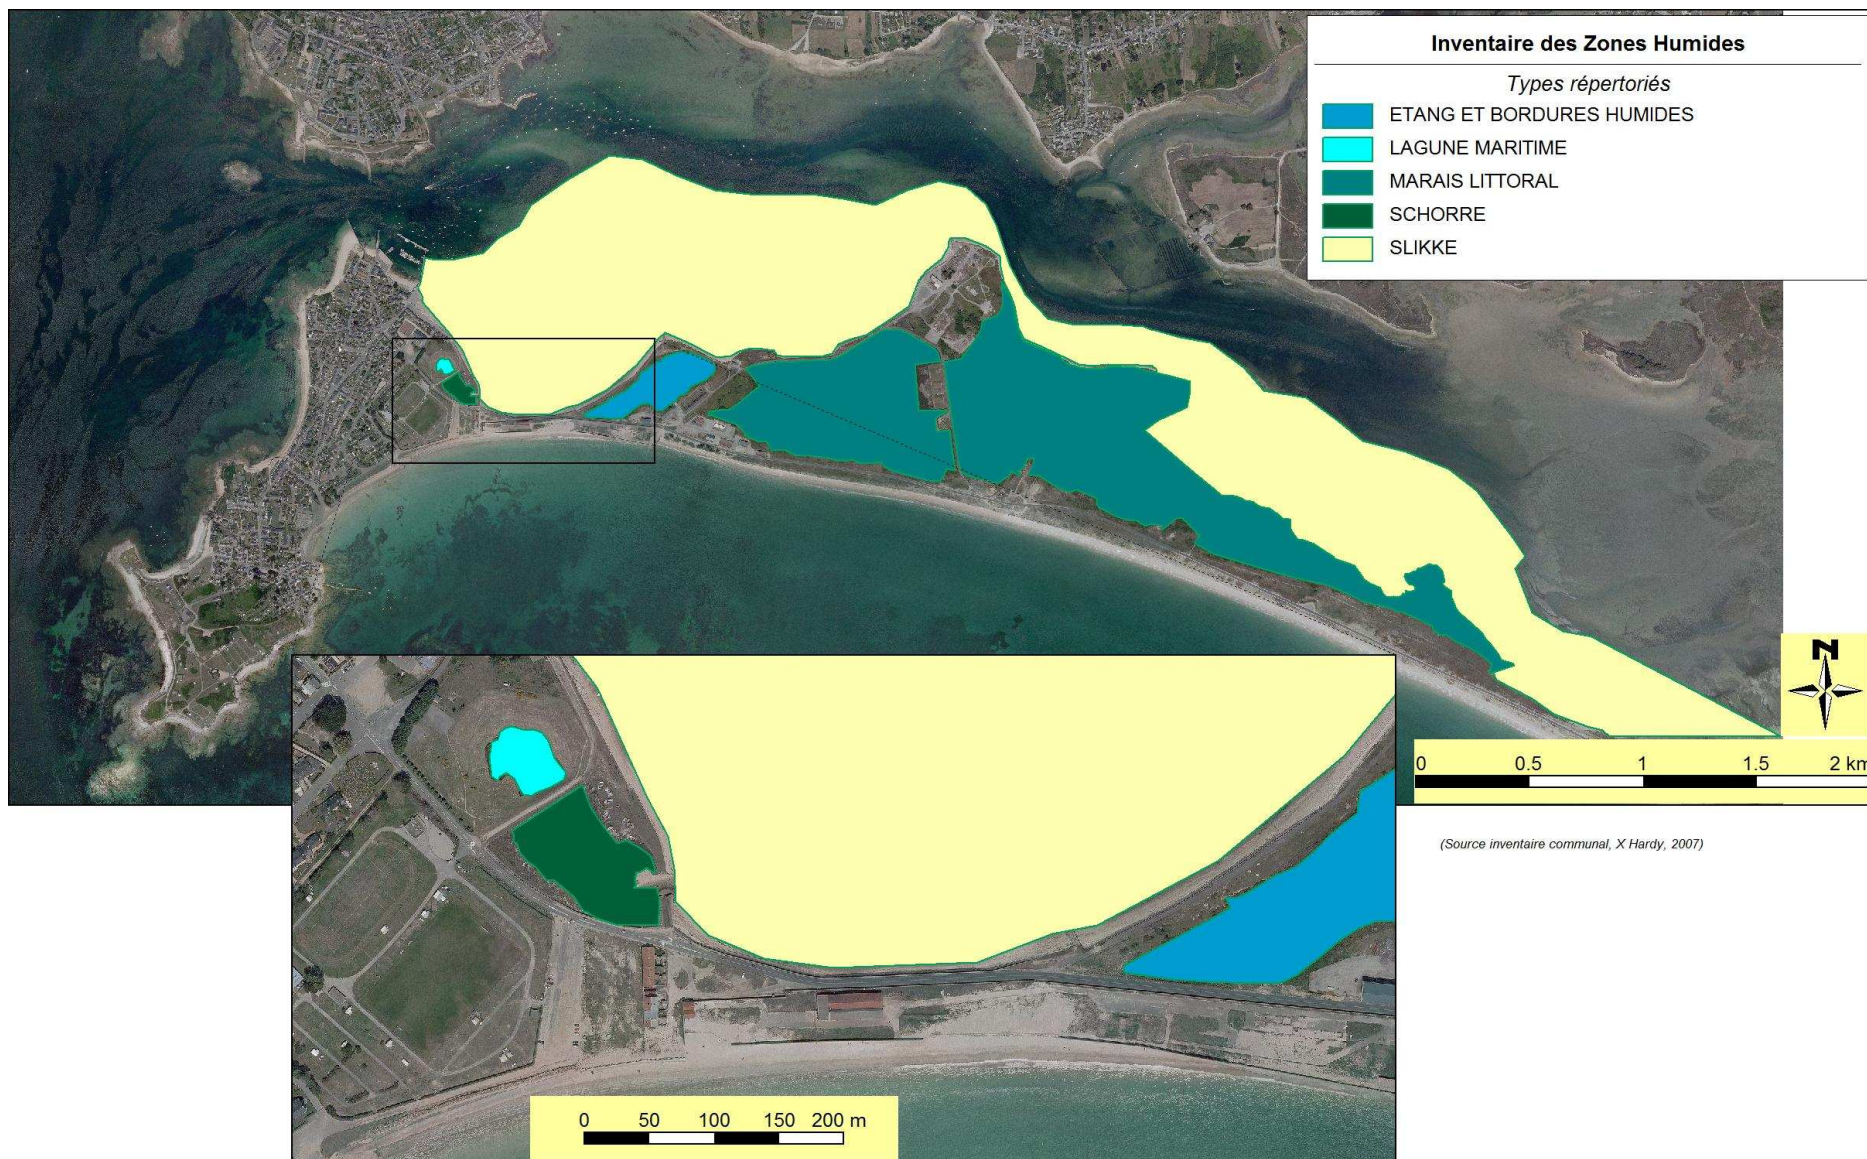 Inventaire des Zones Humides
Types répertoriés
ETANG ET BORDURES HUMIDES
LAGUNE MARITIME
MARAIS LITTORAL
SCHORRE
SLIKKE
N
0 0.5 1 1.5 2 km
(Source inventaire communal, X Hardy, 2007)
0 50 100 150 200 m